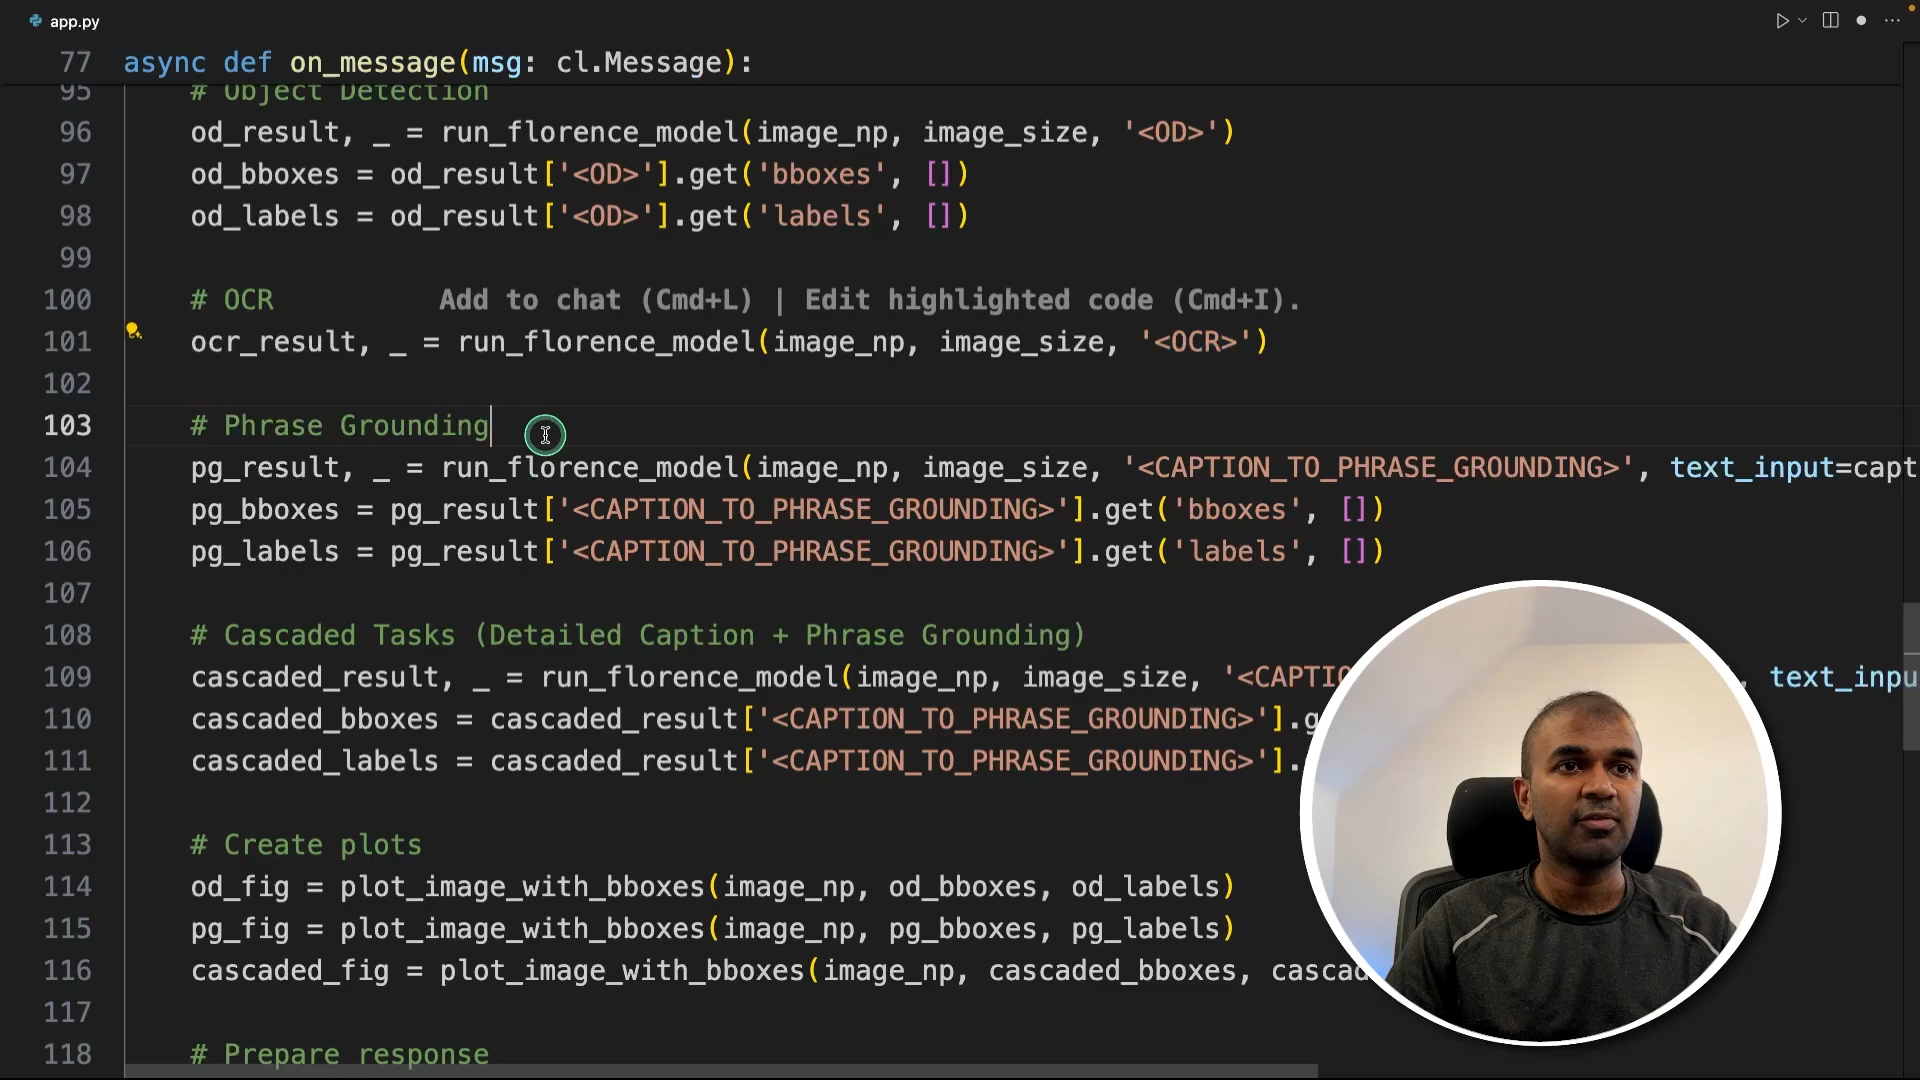 app.py
77 async def on_message(msg: cl.Message):
95 # Object Detection
96 od_result, _ = run_florence_model(image_np, image_size, '<OD>')
97 od_bboxes = od_result['<OD>'].get('bboxes', [])
98 od_labels = od_result['<OD>'].get('labels', [])
99
100 # OCR Add to chat (Cmd+L) | Edit highlighted code (Cmd+I).
101 ocr_result, _ = run_florence_model(image_np, image_size, '<OCR>')
102
103 # Phrase Grounding
104 pg_result, _ = run_florence_model(image_np, image_size, '<CAPTION_TO_PHRASE_GROUNDING>', text_input=capt
105 pg_bboxes = pg_result['<CAPTION_TO_PHRASE_GROUNDING>'].get('bboxes', [])
106 pg_labels = pg_result['<CAPTION_TO_PHRASE_GROUNDING>'].get('labels', [])
107
108 # Cascaded Tasks (Detailed Caption + Phrase Grounding)
109 cascaded_result, _ = run_florence_model(image_np, image_size, '<CAPTIO , text_inpu
110 cascaded_bboxes = cascaded_result['<CAPTION_TO_PHRASE_GROUNDING>'].g
111 cascaded_labels = cascaded_result['<CAPTION_TO_PHRASE_GROUNDING>'].
112
113 # Create plots
114 od_fig = plot_image_with_bboxes(image_np, od_bboxes, od_labels)
115 pg_fig = plot_image_with_bboxes(image_np, pg_bboxes, pg_labels)
116 cascaded_fig = plot_image_with_bboxes(image_np, cascaded_bboxes, cascad
117
118 # Prepare response